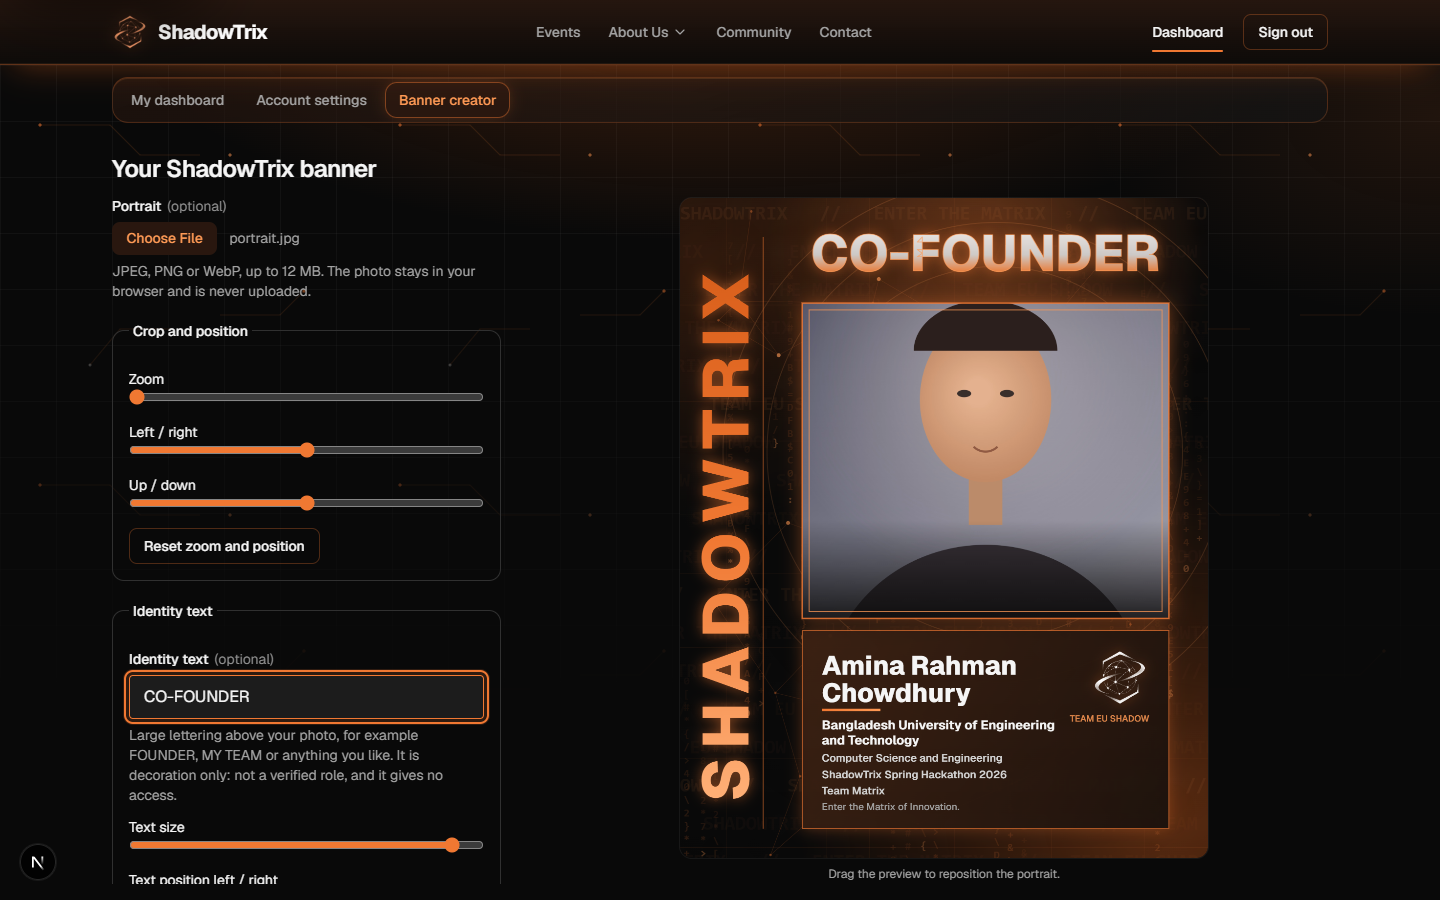 ShadowTrix
Events
About Us
Community
Contact
Dashboard
Sign out
My dashboard
Account settings
Banner creator
Your ShadowTrix banner
Portrait (optional)
Choose File
portrait.jpg
JPEG, PNG or WebP, up to 12 MB. The photo stays in your
browser and is never uploaded.
Crop and position
Zoom
Left / right
Up / down
Reset zoom and position
Identity text
Identity text (optional)
CO-FOUNDER
Large lettering above your photo, for example
FOUNDER, MY TEAM or anything you like. It is
decoration only: not a verified role, and it gives no
access.
Text size
Text position left / right
N
SHADOWTRIX // ENTER THE MATRIX // TEAM EU
CO-FOUNDER
SHADOWTRIX
Amina Rahman
Chowdhury
Bangladesh University of Engineering
and Technology
Computer Science and Engineering
ShadowTrix Spring Hackathon 2026
Team Matrix
Enter the Matrix of Innovation.
TEAM EU SHADOW
Drag the preview to reposition the portrait.